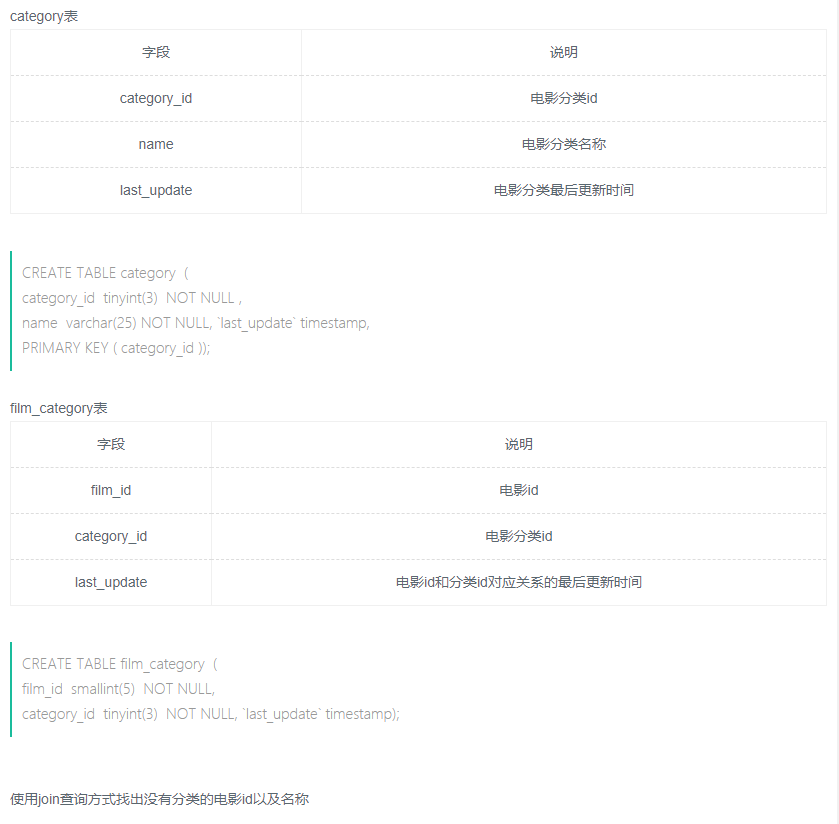 category表
字段 说明
category_id 电影分类id
name 电影分类名称
last_update 电影分类最后更新时间
CREATE TABLE category (
category_id tinyint(3) NOT NULL ,
name varchar(25) NOT NULL, `last_update` timestamp,
PRIMARY KEY ( category_id ));
film_category表
字段 说明
film_id 电影id
category_id 电影分类id
last_update 电影id和分类id对应关系的最后更新时间
CREATE TABLE film_category (
film_id smallint(5) NOT NULL,
category_id tinyint(3) NOT NULL, `last_update` timestamp);
使用join查询方式找出没有分类的电影id以及名称